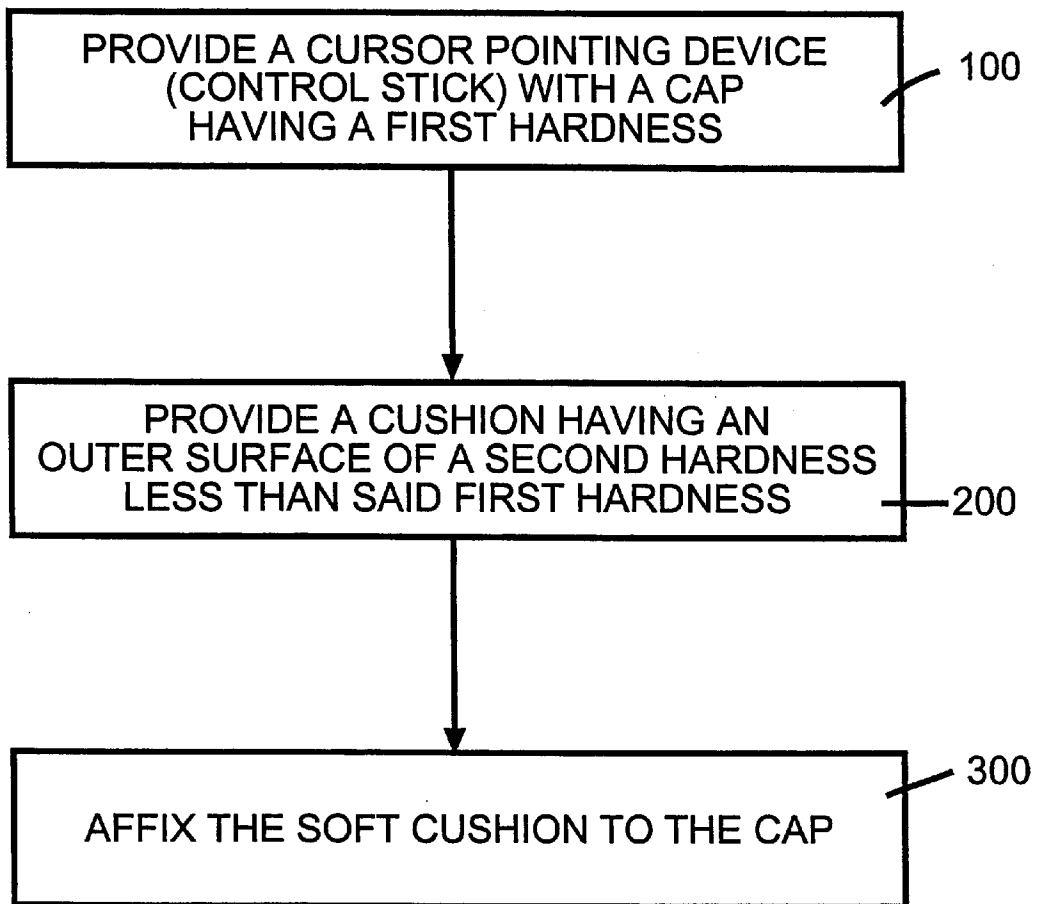 PROVIDE A CURSOR POINTING DEVICE
(CONTROL STICK) WITH A CAP
HAVING A FIRST HARDNESS
100
PROVIDE A CUSHION HAVING AN
OUTER SURFACE OF A SECOND HARDNESS
LESS THAN SAID FIRST HARDNESS
200
300
AFFIX THE SOFT CUSHION TO THE CAP